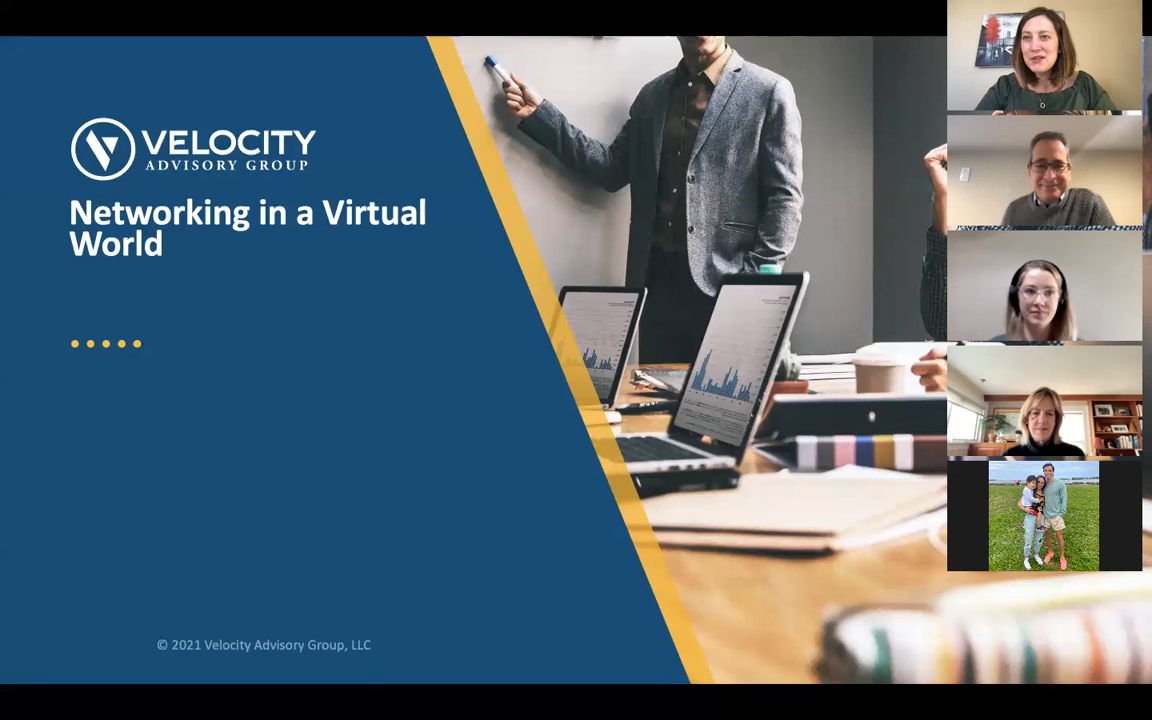 VELOCITY
ADVISORY GROUP
Networking in a Virtual
World
© 2021 Velocity Advisory Group, LLC